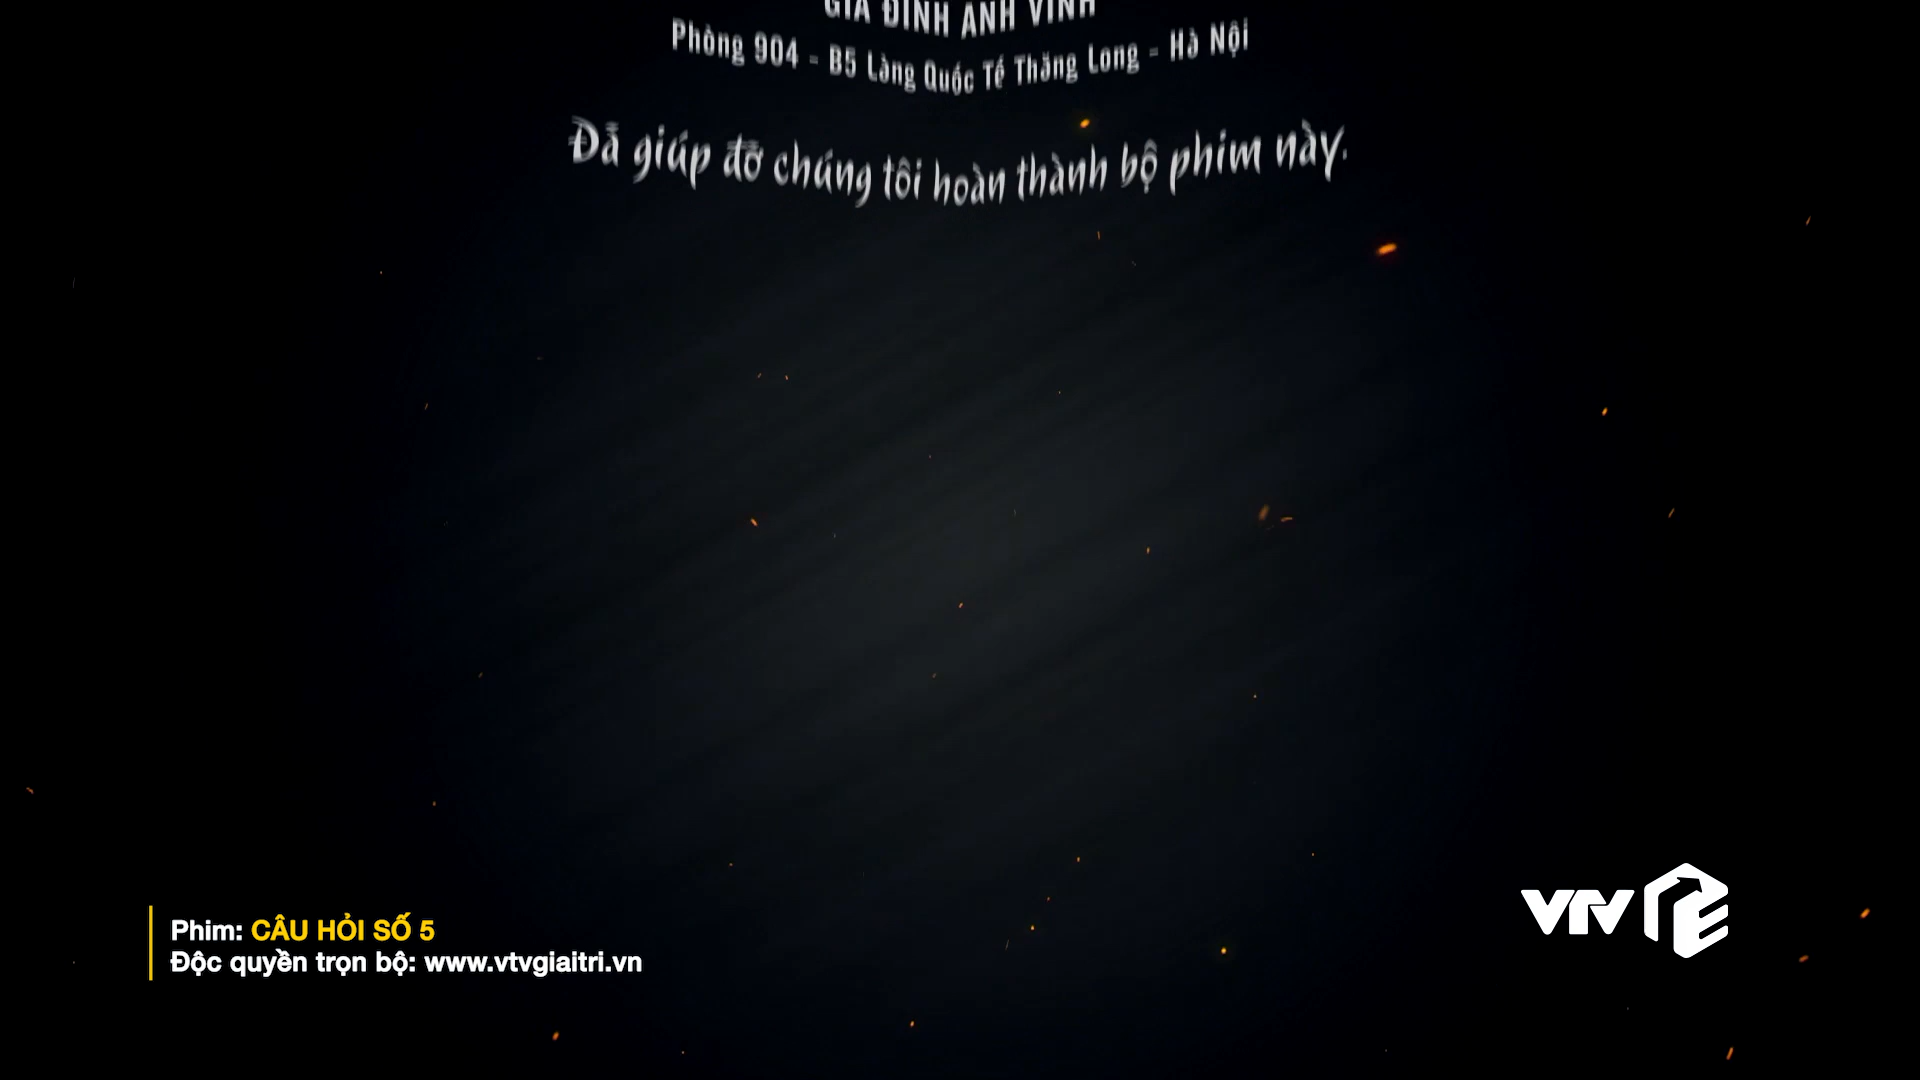 GIA ĐÌNH ANH VINH
Phòng 904 - B5 Làng Quốc Tế Thăng Long - Hà Nội
Đã giúp đỡ chúng tôi hoàn thành bộ phim này.
Phim: CÂU HỎI SỐ 5
Độc quyền trọn bộ: www.vtvgiaitri.vn
VTV